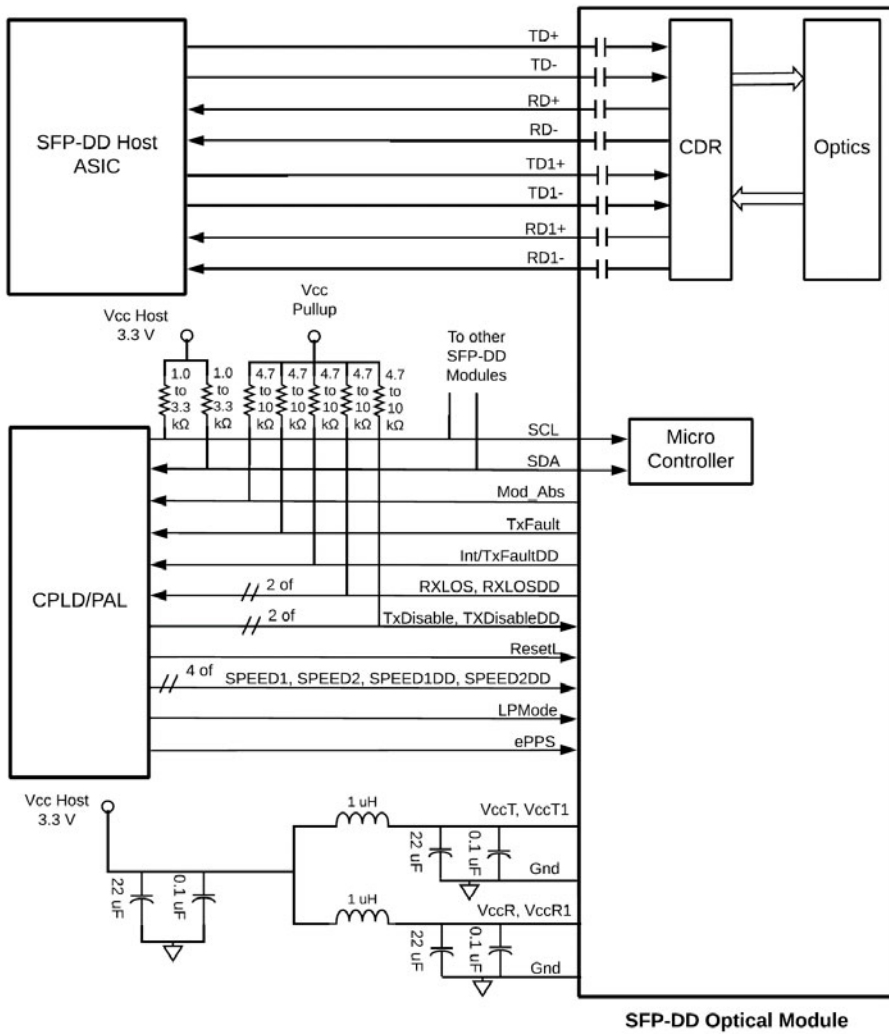 TD+
TD-
RD+
RD-
TD1+
TD1-
RD1+
RD1-
SFP-DD Host
ASIC
CDR
Optics
Vcc Host
3.3 V
Vcc
Pullup
To other
SFP-DD
Modules
1.0
to
3.3
kΩ
1.0
to
3.3
kΩ
4.7
to
10
kΩ
4.7
to
10
kΩ
4.7
to
10
kΩ
4.7
to
10
kΩ
4.7
to
10
kΩ
SCL
SDA
Micro
Controller
Mod_Abs
TxFault
Int/TxFaultDD
2 of
RXLOS, RXLOSDD
2 of
TxDisable, TXDisableDD
ResetL
4 of
SPEED1, SPEED2, SPEED1DD, SPEED2DD
LPMode
ePPS
CPLD/PAL
Vcc Host
3.3 V
22 uF
0.1 uF
1 uH
VccT, VccT1
22 uF
0.1 uF
Gnd
1 uH
VccR, VccR1
22 uF
0.1 uF
Gnd
SFP-DD Optical Module